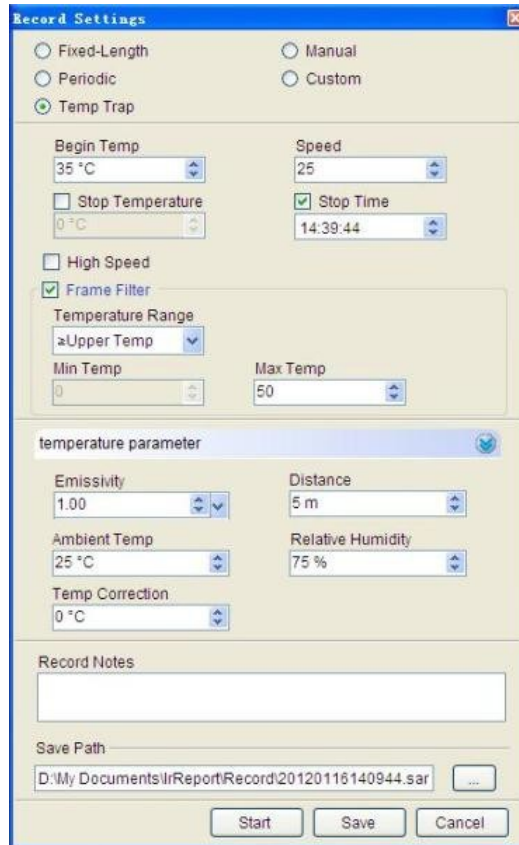 Record Settings
Fixed-Length
Manual
Periodic
Custom
Temp Trap
Begin Temp
Speed
35 °C
25
Stop Temperature
Stop Time
0 °C
14:39:44
High Speed
Frame Filter
Temperature Range
≥Upper Temp
Min Temp
Max Temp
0
50
temperature parameter
Emissivity
Distance
1.00
5 m
Ambient Temp
Relative Humidity
25 °C
75 %
Temp Correction
0 °C
Record Notes
Save Path
D:\My Documents\IrReport\Record\20120116140944.sar
...
Start
Save
Cancel